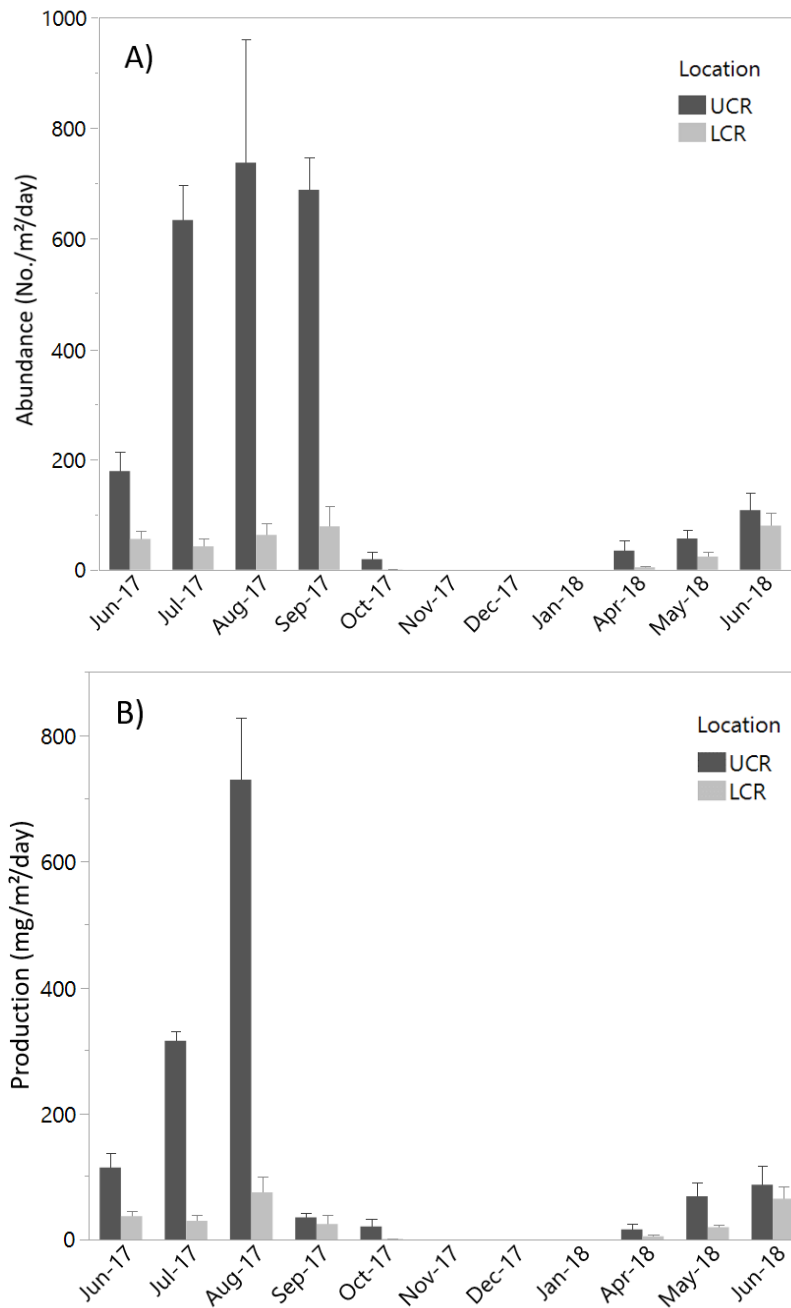 A)
Location
UCR
LCR
Abundance (No./m²/day)
1000
800
600
400
200
0
Jun-17 Jul-17 Aug-17 Sep-17 Oct-17 Nov-17 Dec-17 Jan-18 Apr-18 May-18 Jun-18
B)
Location
UCR
LCR
Production (mg/m²/day)
800
600
400
200
0
Jun-17 Jul-17 Aug-17 Sep-17 Oct-17 Nov-17 Dec-17 Jan-18 Apr-18 May-18 Jun-18